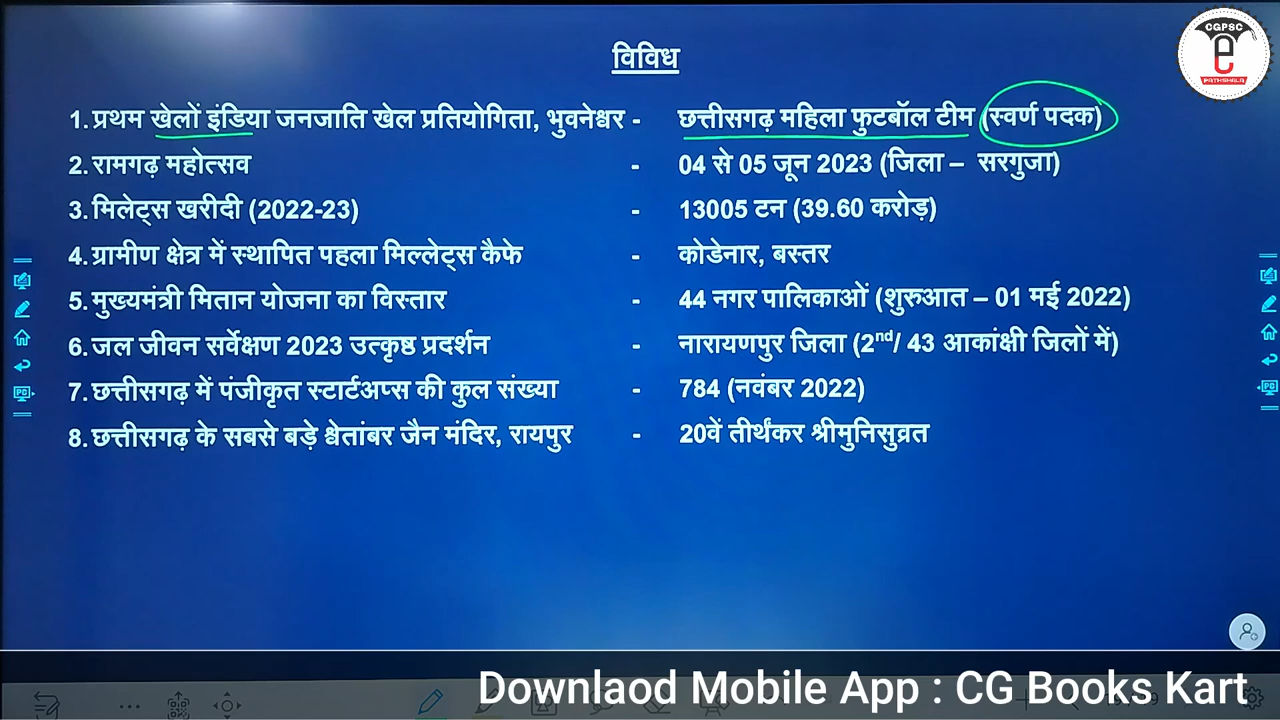 CGPSC
e
PATHSHALA
विविध
1. प्रथम खेलों इंडिया जनजाति खेल प्रतियोगिता, भुवनेश्वर - छत्तीसगढ़ महिला फुटबॉल टीम (स्वर्ण पदक)
2. रामगढ़ महोत्सव - 04 से 05 जून 2023 (जिला – सरगुजा)
3. मिलेट्स खरीदी (2022-23) - 13005 टन (39.60 करोड़)
4. ग्रामीण क्षेत्र में स्थापित पहला मिल्लेट्स कैफे - कोडेनार, बस्तर
5. मुख्यमंत्री मितान योजना का विस्तार - 44 नगर पालिकाओं (शुरुआत – 01 मई 2022)
6. जल जीवन सर्वेक्षण 2023 उत्कृष्ठ प्रदर्शन - नारायणपुर जिला (2nd/ 43 आकांक्षी जिलों में)
7. छत्तीसगढ़ में पंजीकृत स्टार्टअप्स की कुल संख्या - 784 (नवंबर 2022)
8. छत्तीसगढ़ के सबसे बड़े श्वेतांबर जैन मंदिर, रायपुर - 20वें तीर्थंकर श्रीमुनिसुव्रत
Downlaod Mobile App : CG Books Kart